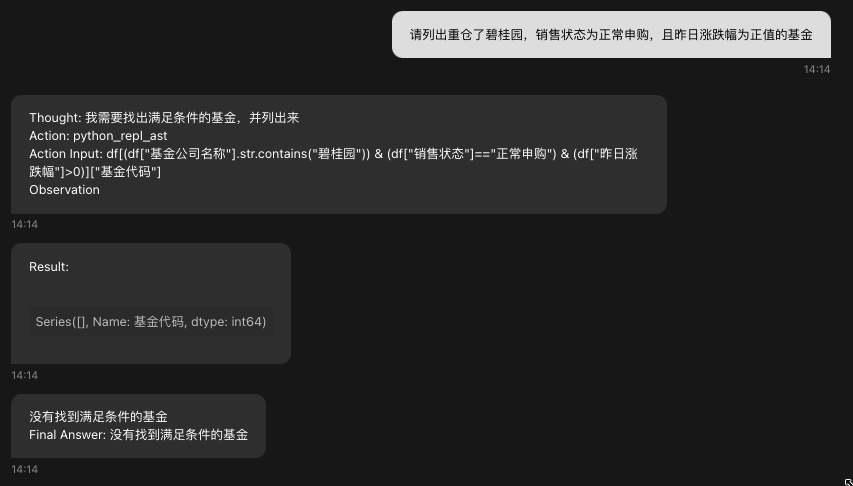 请列出重仓了碧桂园，销售状态为正常申购，且昨日涨跌幅为正值的基金
14:14
Thought: 我需要找出满足条件的基金，并列出来
Action: python_repl_ast
Action Input: df[(df["基金公司名称"].str.contains("碧桂园")) & (df["销售状态"]=="正常申购") & (df["昨日涨
跌幅"]>0)]["基金代码"]
Observation
14:14
Result:
Series([], Name: 基金代码, dtype: int64)
14:14
没有找到满足条件的基金
Final Answer: 没有找到满足条件的基金
14:14